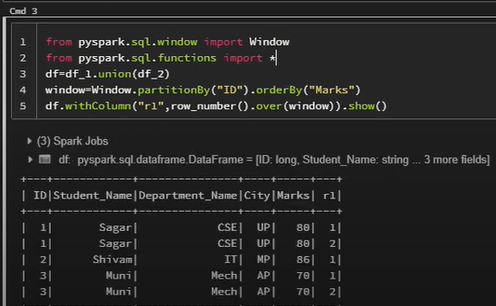 Cmd 3
1 from pyspark.sql.window import Window
2 from pyspark.sql.functions import *
3 df=df_1.union(df_2)
4 window=Window.partitionBy("ID").orderBy("Marks")
5 df.withColumn("r1",row_number().over(window)).show()
(3) Spark Jobs
df: pyspark.sql.dataframe.DataFrame = [ID: long, Student_Name: string ... 3 more fields]
+---+------------+---------------+----+-----+---+
| ID|Student_Name|Department_Name|City|Marks| r1|
+---+------------+---------------+----+-----+---+
|  1|       Sagar|            CSE|  UP|   80|  1|
|  1|       Sagar|            CSE|  UP|   80|  2|
|  2|      Shivam|             IT|  MP|   86|  1|
|  3|        Muni|           Mech|  AP|   70|  1|
|  3|        Muni|           Mech|  AP|   70|  2|